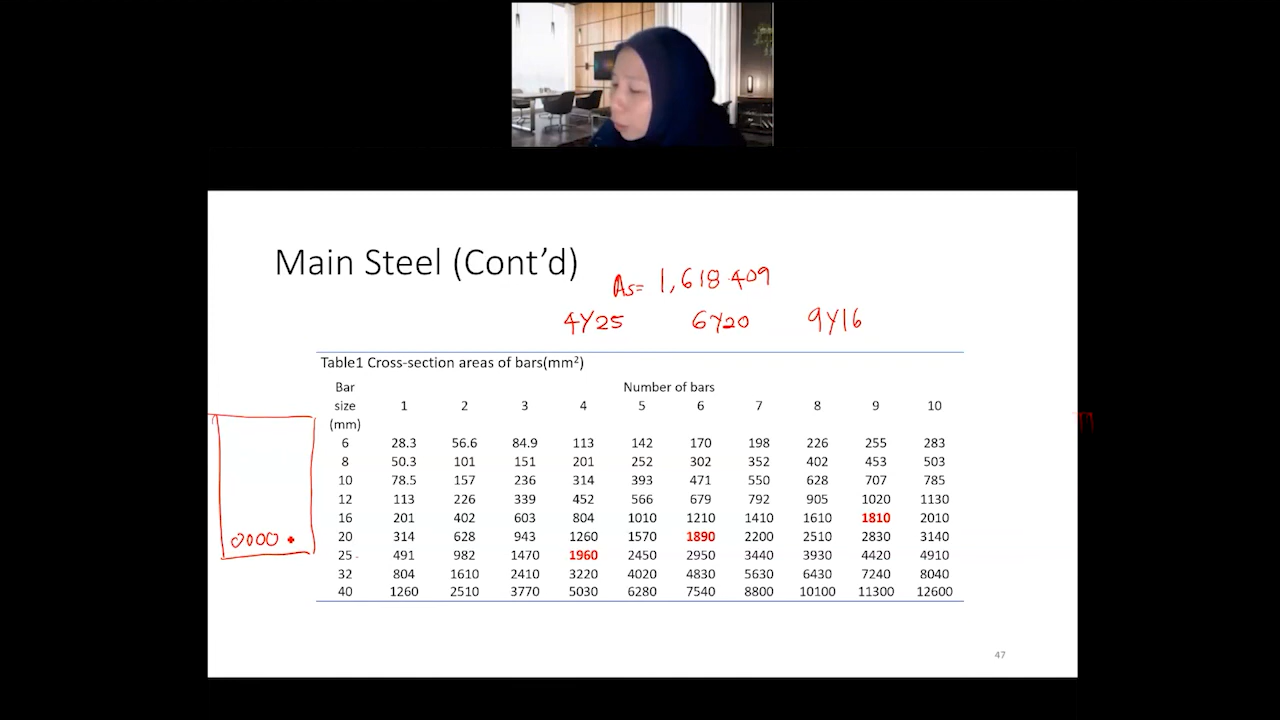 Main Steel (Cont'd)
As= 1,618.409
4Y25 6Y20 9Y16
Table1 Cross-section areas of bars(mm²)
Bar size (mm) Number of bars
1 2 3 4 5 6 7 8 9 10
6 28.3 56.6 84.9 113 142 170 198 226 255 283
8 50.3 101 151 201 252 302 352 402 453 503
10 78.5 157 236 314 393 471 550 628 707 785
12 113 226 339 452 566 679 792 905 1020 1130
16 201 402 603 804 1010 1210 1410 1610 1810 2010
20 314 628 943 1260 1570 1890 2200 2510 2830 3140
25 491 982 1470 1960 2450 2950 3440 3930 4420 4910
32 804 1610 2410 3220 4020 4830 5630 6430 7240 8040
40 1260 2510 3770 5030 6280 7540 8800 10100 11300 12600
47